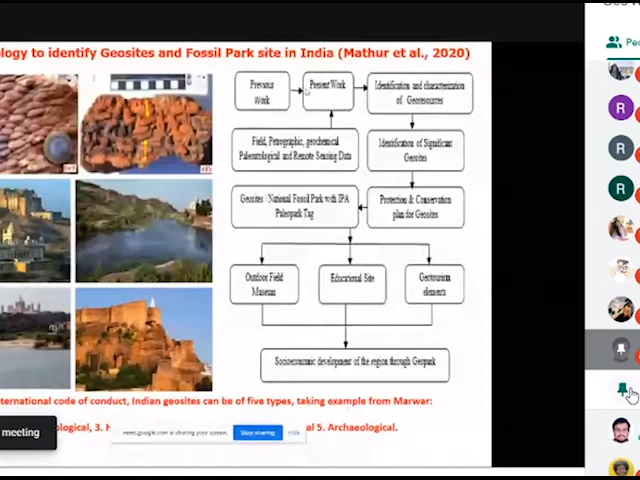 ology to identify Geosites and Fossil Park site in India (Mathur et al., 2020)
Previous Work
Present Work
Identification and characterization of Georesources
Field, Petrographic, geochemical Paleontological and Remote Sensing Data
Identification of Significant Geosites
Geosites /National Fossil Park with IPA Paleopark Tag
Protection & Conservation plan for Geosites
Outdoor Field Museum
Educational Site
Geotourism elements
Socioeconomic development of the region through Geopark
ternational code of conduct, Indian geosites can be of five types, taking example from Marwar:
meeting
ological, 3. H
meet.google.com is sharing your screen.
Stop sharing
Hide
al 5. Archaeological.
Peo
R
R
R